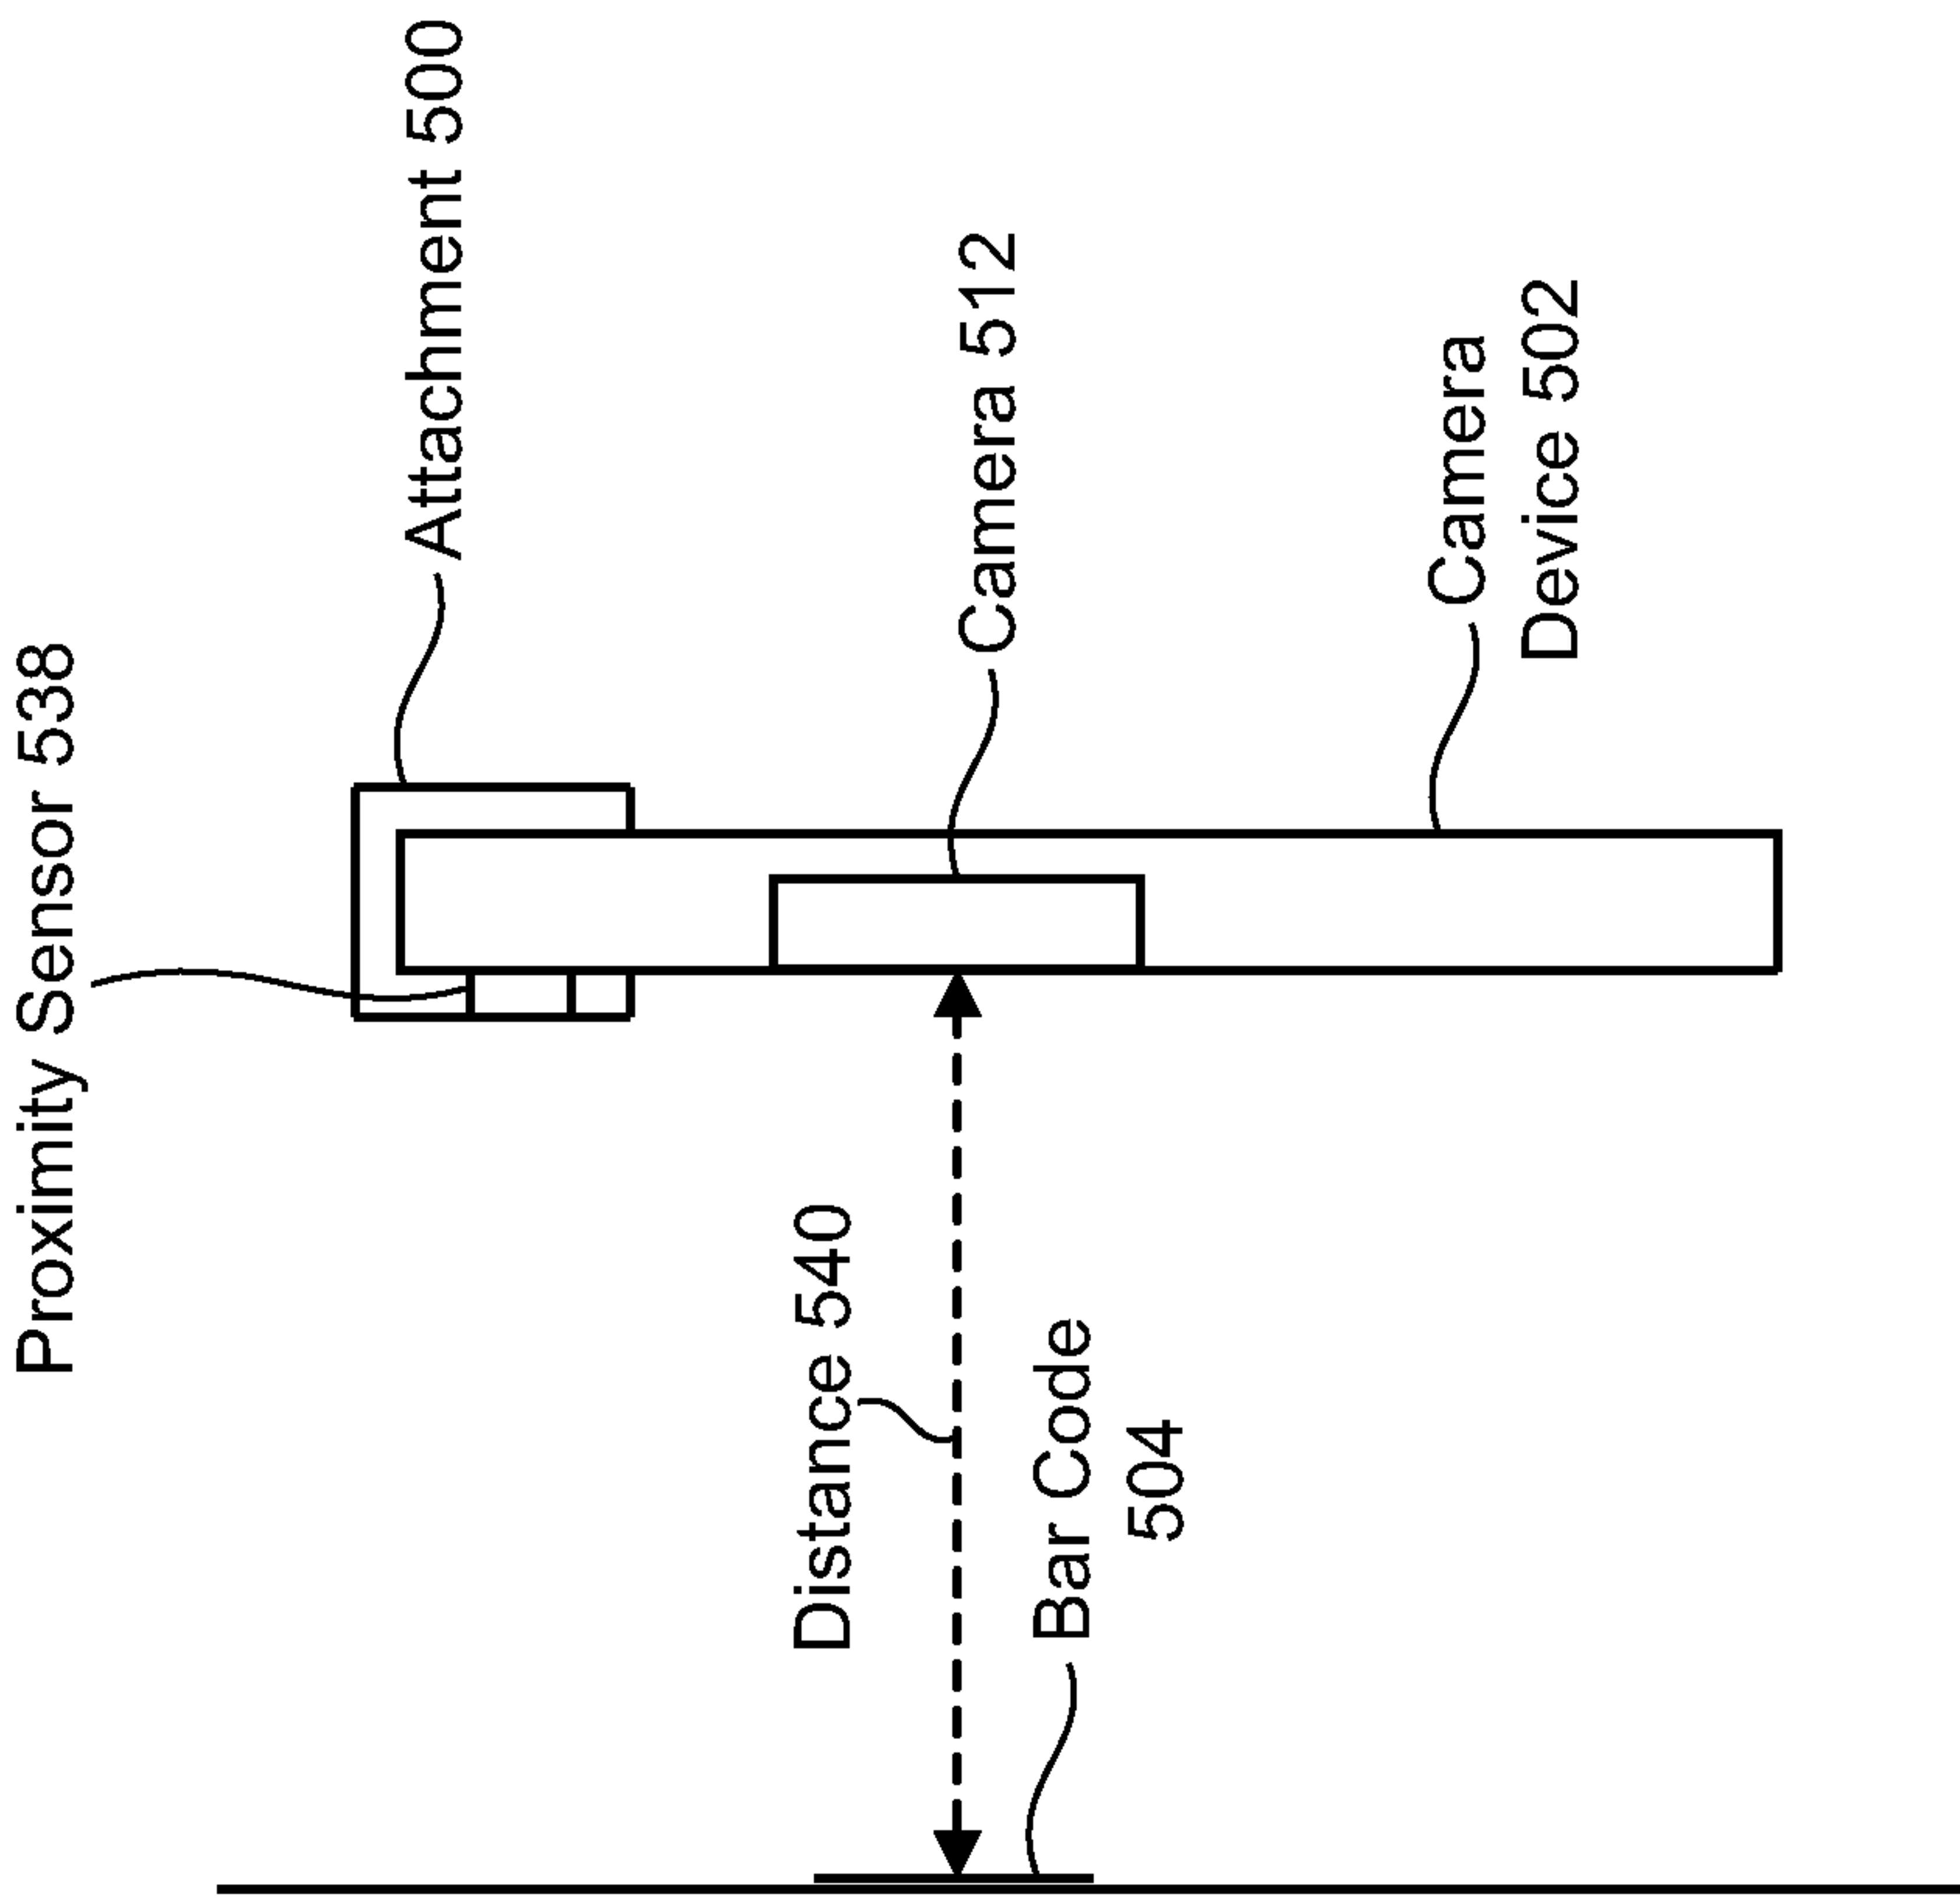 Proximity Sensor 538
Attachment 500
Distance 540
Camera 512
Bar Code
504
Camera
Device 502